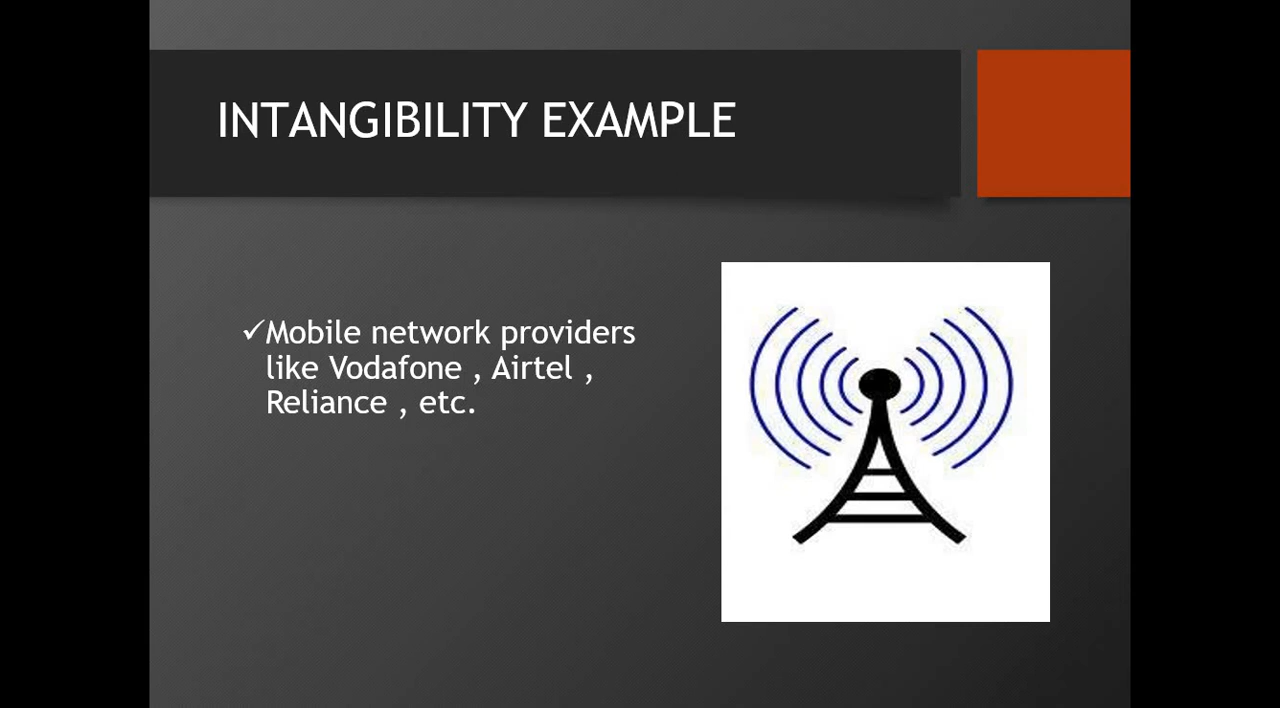 INTANGIBILITY EXAMPLE
✓Mobile network providers
like Vodafone , Airtel ,
Reliance , etc.